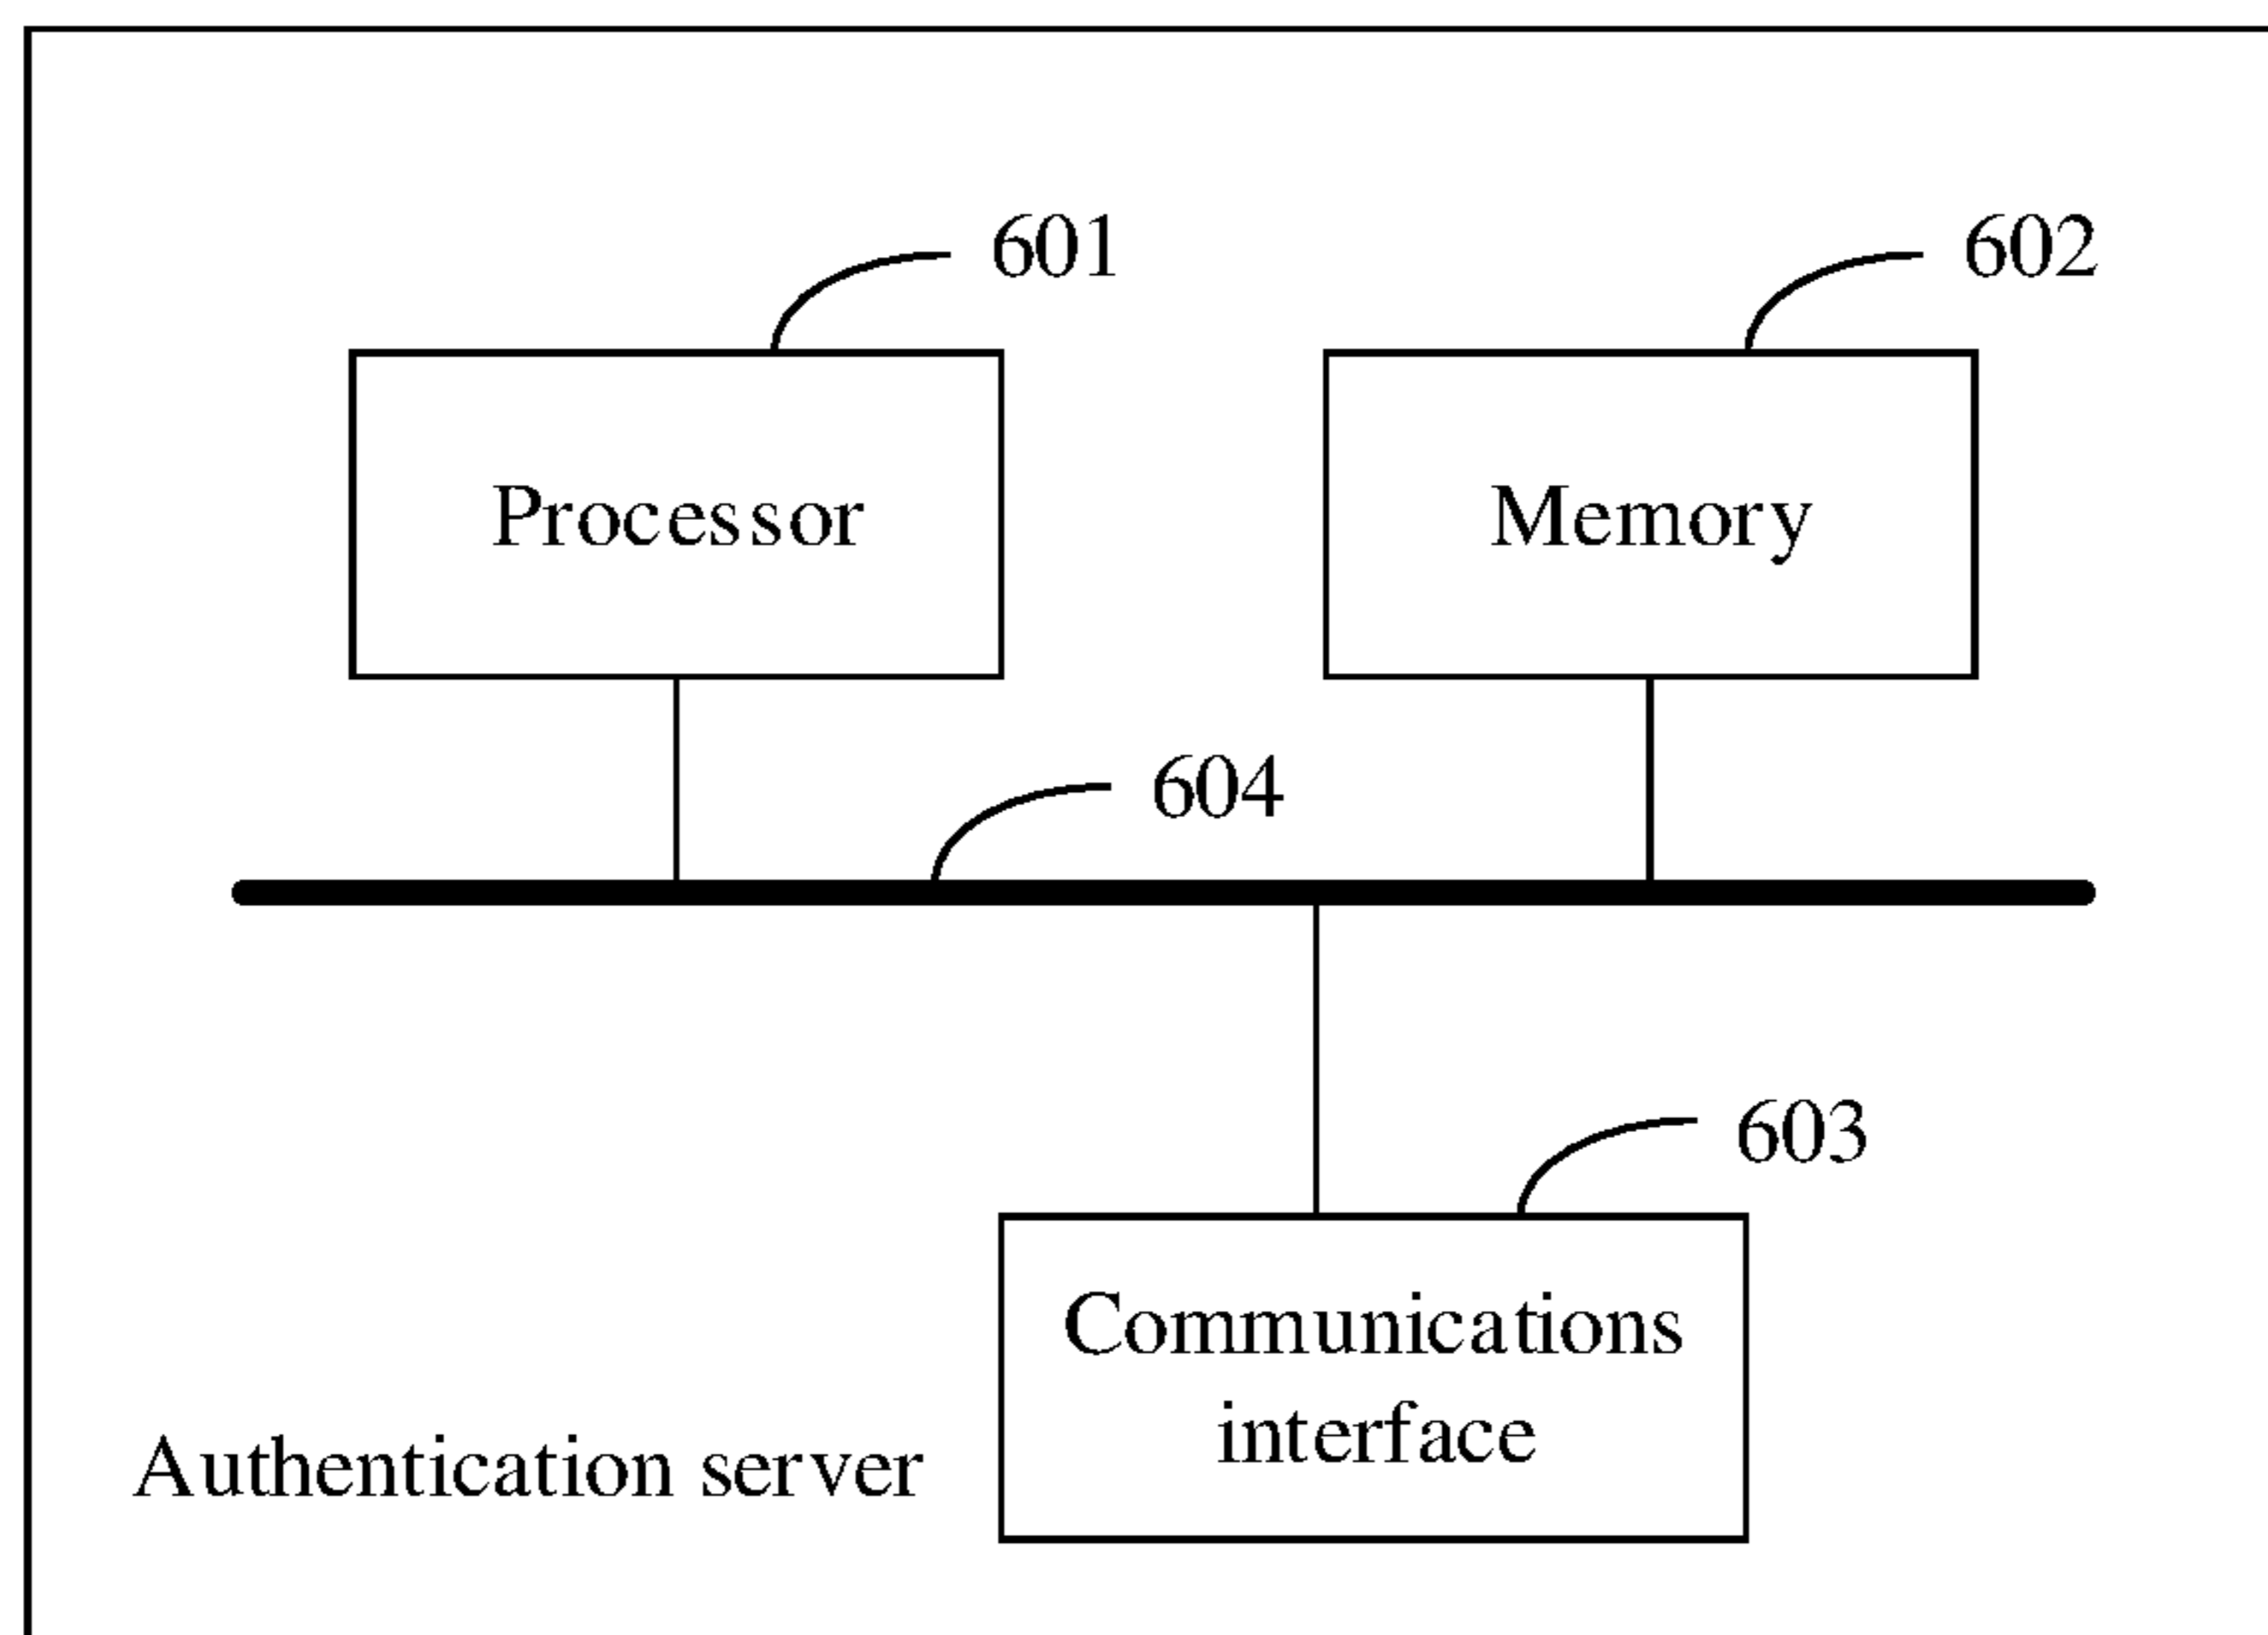 601
602
Processor
Memory
604
603
Communications
interface
Authentication server